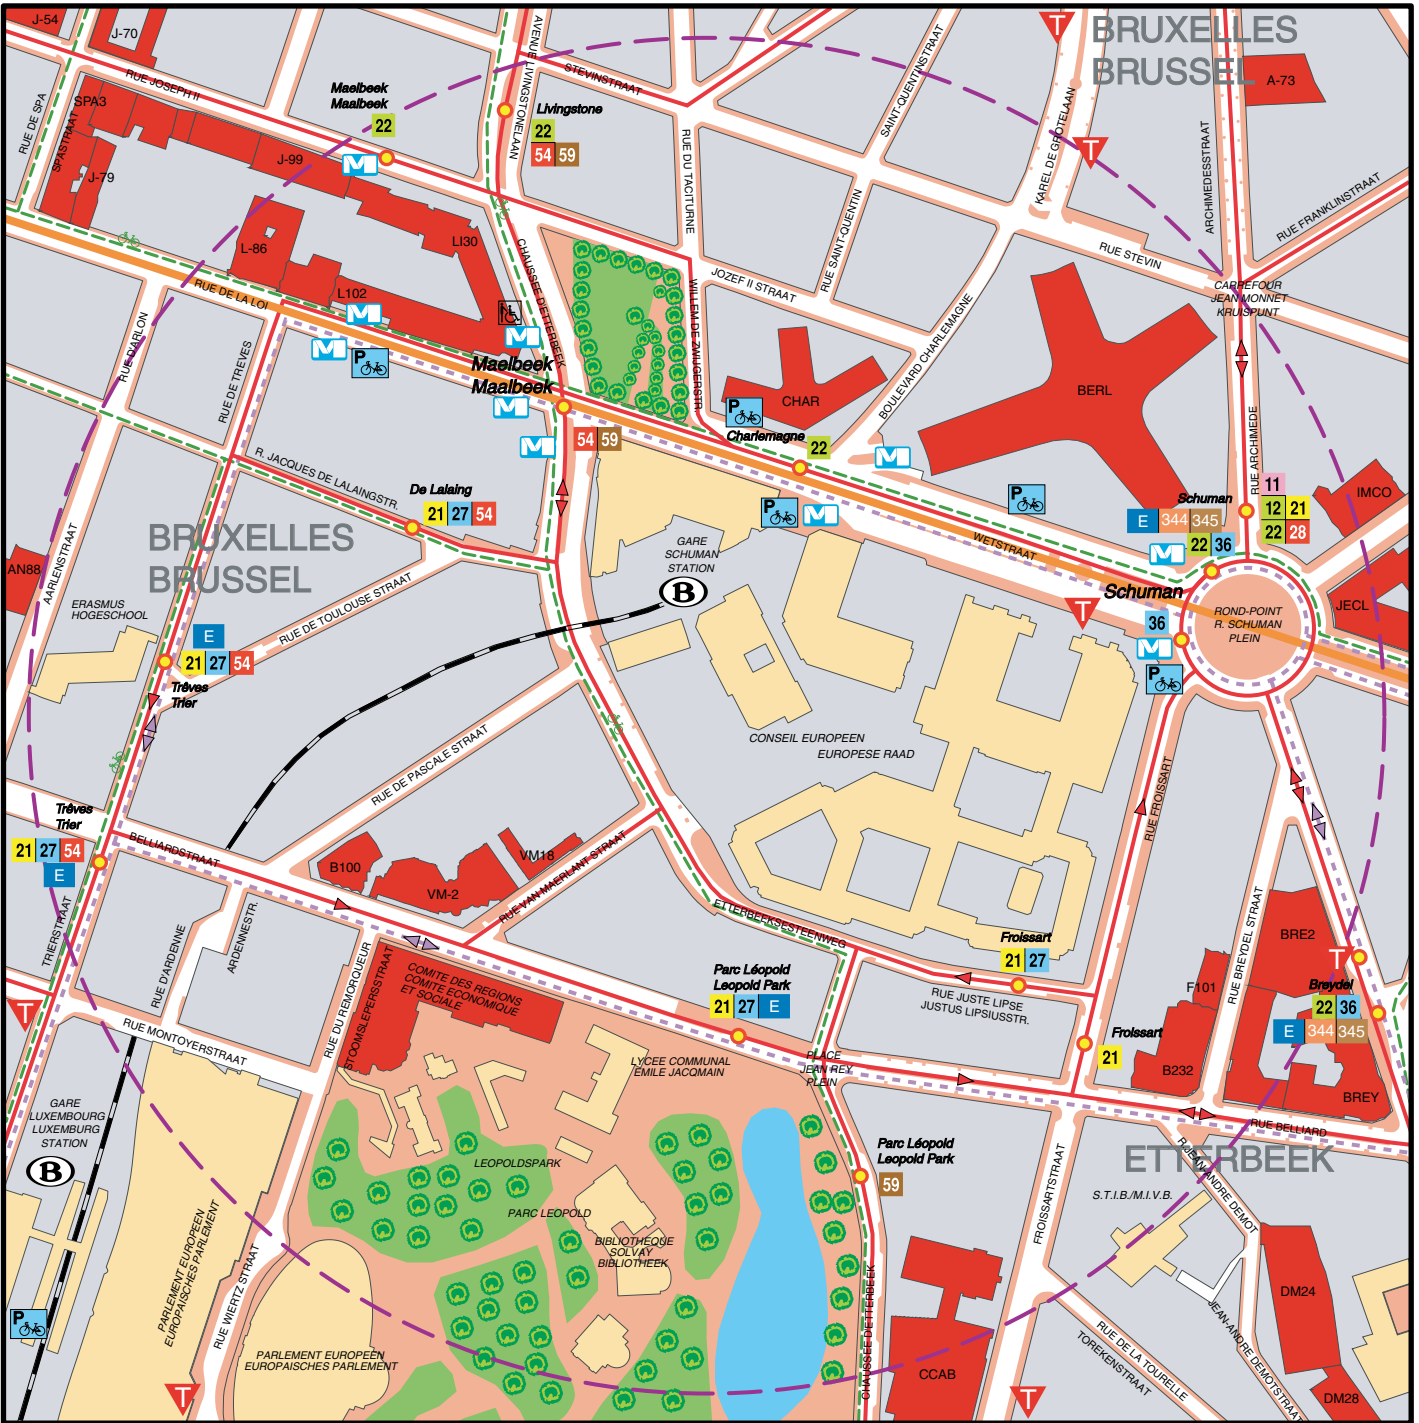 J-54
J-70
BRUXELLES
BRUSSEL
T
A-73
AVENUE LIVINGSTONELAAN
STEVINSTRAAT
SAINT-QUENTINSTRAAT
KAREL DE GROTELAAN
T
ARCHIMEDESSTRAAT
RUE FRANKLINSTRAAT
RUE JOSEPH II
Maelbeek
Maalbeek
22
Livingstone
22
54 59
SPA3
RUE DE SPA
SPASTRAAT
J-79
J-99
M
RUE DU TACITURNE
RUE SAINT-QUENTIN
RUE STEVIN
L-86
LI30
L102
RUE DE LA LOI
CHAUSSEE D'ETTERBEEK
JOZEF II STRAAT
WILLEM DE ZWIJGERSTR.
BOULEVARD CHARLEMAGNE
CARREFOUR
JEAN MONNET
KRUISPUNT
RUE D'ARLON
RUE DE TREVES
M
M
M
P
Maelbeek
Maalbeek
M
M
54 59
CHAR
P
Charlemagne
22
M
BERL
RUE ARCHIMEDE
R. JACQUES DE LALAINGSTR.
De Lalaing
21 27 54
P
M
P
Schuman
E 344 345
22 36
11
12 21
22 28
IMCO
M
WETSTRAAT
BRUXELLES
BRUSSEL
GARE
SCHUMAN
STATION
B
Schuman
T
36
M
P
ROND-POINT
R. SCHUMAN
PLEIN
JECL
AN88
AARLENSTRAAT
ERASMUS
HOGESCHOOL
RUE DE TOULOUSE STRAAT
E
21 27 54
Trèves
Trier
RUE DE PASCALE STRAAT
CONSEIL EUROPEEN
EUROPESE RAAD
RUE FROISSART
Trèves
Trier
21 27 54
E
BELLIARDSTRAAT
B100
VM-2
VM18
RUE VAN MAERLANT STRAAT
ETTERBEEKSESTEENWEG
RUE BREYDEL STRAAT
BRE2
T
TRIERSTRAAT
RUE D'ARDENNE
ARDENNESTR.
RUE DU REMORQUEUR
STOOMSLEPERSSTRAAT
COMITE DES REGIONS
COMITE ECONOMIQUE
ET SOCIALE
Parc Léopold
Leopold Park
21 27 E
Froissart
21 27
RUE JUSTE LIPSE
JUSTUS LIPSIUSSTR.
F101
Breydel
22 36
E 344 345
T
RUE MONTOYERSTRAAT
LYCEE COMMUNAL
EMILE JACQMAIN
PLACE
JEAN REY
PLEIN
Froissart
21
B232
BREY
RUE BELLIARD
GARE
LUXEMBOURG
LUXEMBURG
STATION
B
Parc Léopold
Leopold Park
59
ETTERBEEK
LEOPOLDSPARK
PARC LEOPOLD
BIBLIOTHEQUE
SOLVAY
BIBLIOTHEEK
S.T.I.B./M.I.V.B.
R. JEAN-ANDRE DEMOT
FROISSARTSTRAAT
PARLEMENT EUROPEEN
EUROPAISCHES PARLEMENT
RUE WIERTZ STRAAT
CHAUSSEE D'ETTERBEEK
DM24
JEAN-ANDRE DEMOTSTRAAT
P
PARLEMENT EUROPEEN
EUROPAISCHES PARLEMENT
RUE DE LA TOURELLE
TOREKENSTRAAT
CCAB
T
T
DM28